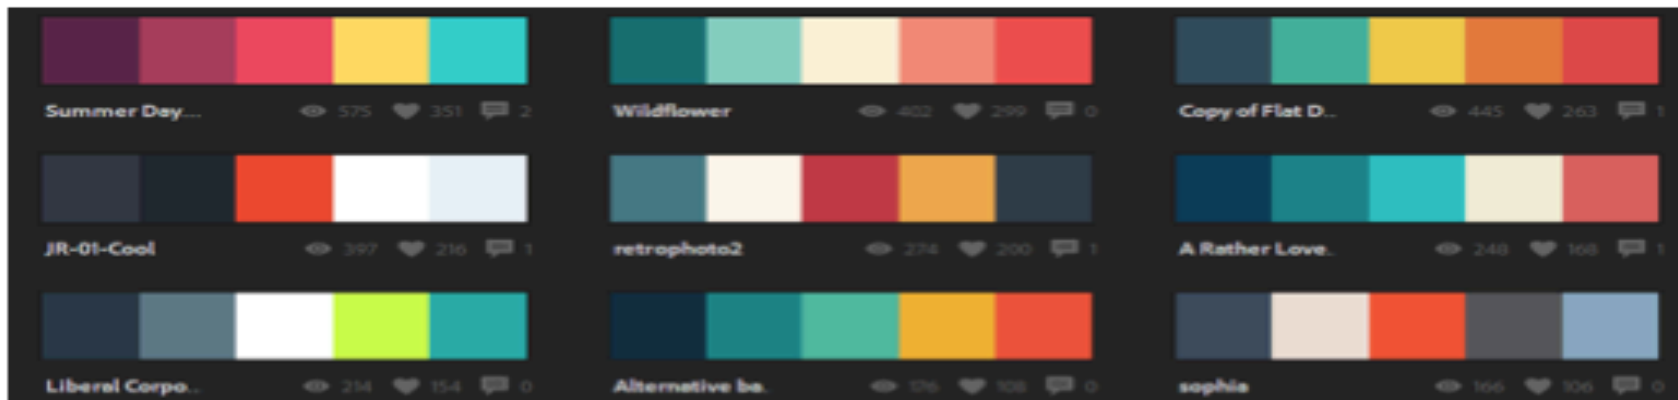 Summer Day... 575 351 2
Wildflower 402 299 0
Copy of Flat D... 445 263 1
JR-01-Cool 397 216 1
retrophoto2 274 200 1
A Rather Love... 248 168 1
Liberal Corpo... 214 154 0
Alternative ba... 176 108 0
sophia 166 106 0